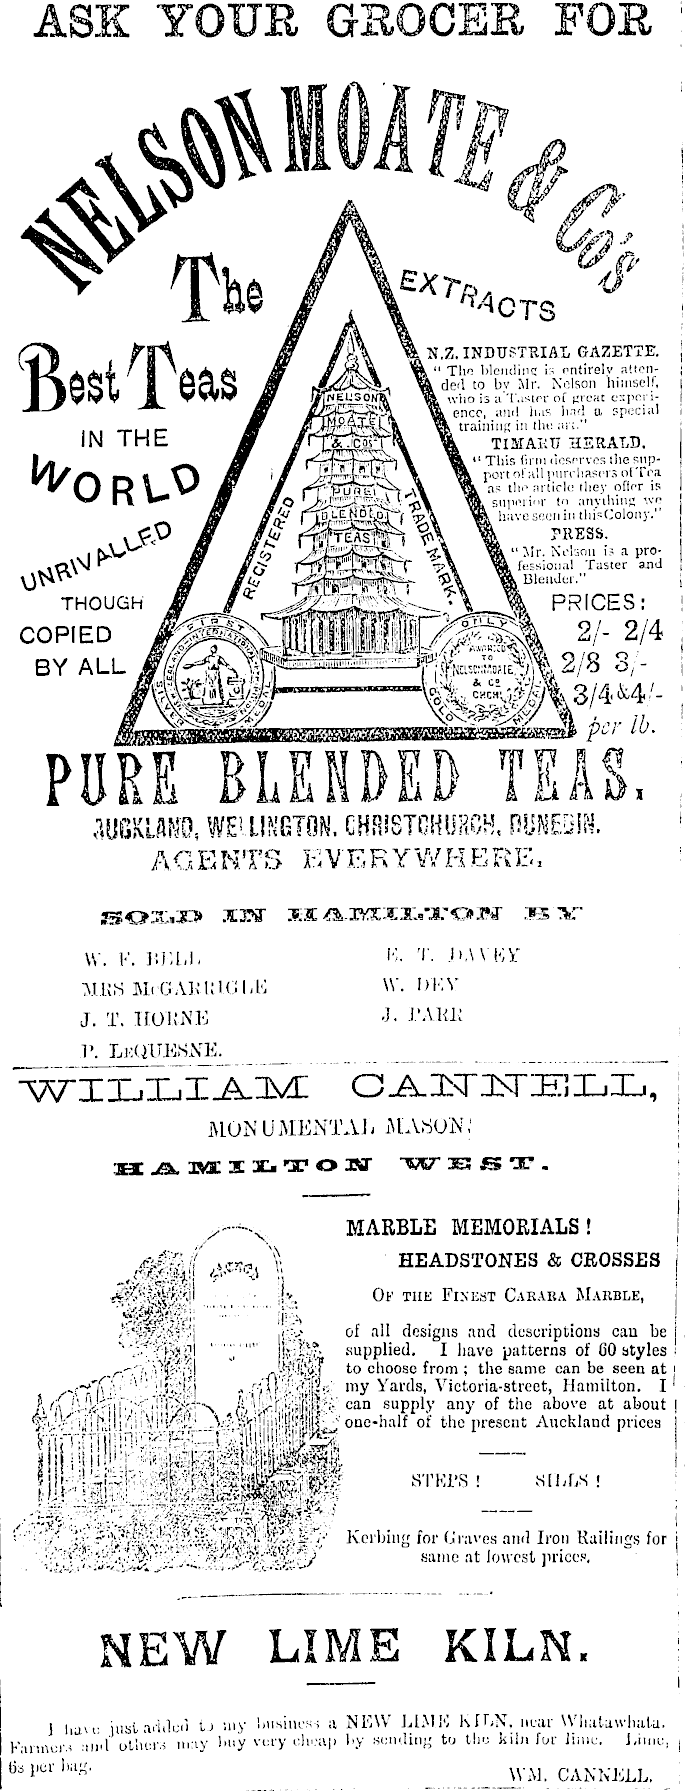 ASK YOUR GROCER FOR
NELSON MOATE & Co's
The
Best Teas
IN THE
WORLD
UNRIVALLED
THOUGH
COPIED
BY ALL
EXTRACTS
N.Z. INDUSTRIAL GAZETTE.
"The blending is entirely atten-
ded to by Mr. Nelson himself,
who is a Taster of great experi-
ence, and has had a special
training in the art."
TIMARU HERALD.
"This firm deserves the sup-
port of all purchasers of Tea
as the article they offer is
superior to anything we
have seen in this Colony."
PRESS.
"Mr. Nelson is a pro-
fessional Taster and
Blender."
PRICES:
2/- 2/4
2/8 3/-
3/4 & 4/-
per lb.
REGISTERED
TRADE MARK.
NELSON
MOATE
& Cos
PURE
BLENDED
TEAS
FIRST
SILVER MEDAL
ONLY
GOLD MEDAL
AWARDED
TO
NELSON MOATE
& Co
CHCH
PURE BLENDED TEAS.
AUCKLAND, WELLINGTON, CHRISTCHURCH, DUNEDIN.
AGENTS EVERYWHERE.
SOLD IN HAMILTON BY
W. F. BELL
E. T. DAVEY
MRS McGARRIGLE
W. DEY
J. T. HORNE
J. PARR
P. LEQUESNE.
WILLIAM CANNELL,
MONUMENTAL MASON,
HAMILTON WEST.
MARBLE MEMORIALS!
HEADSTONES & CROSSES
OF THE FINEST CARARA MARBLE,
of all designs and descriptions can be
supplied. I have patterns of 60 styles
to choose from; the same can be seen at
my Yards, Victoria-street, Hamilton. I
can supply any of the above at about
one-half of the present Auckland prices
STEPS! SILLS!
Kerbing for Graves and Iron Railings for
same at lowest prices.
NEW LIME KILN.
I have just added to my business a NEW LIME KILN, near Whatawhata.
Farmers and others may buy very cheap by sending to the kiln for lime. Lime,
6s per bag.
WM. CANNELL.